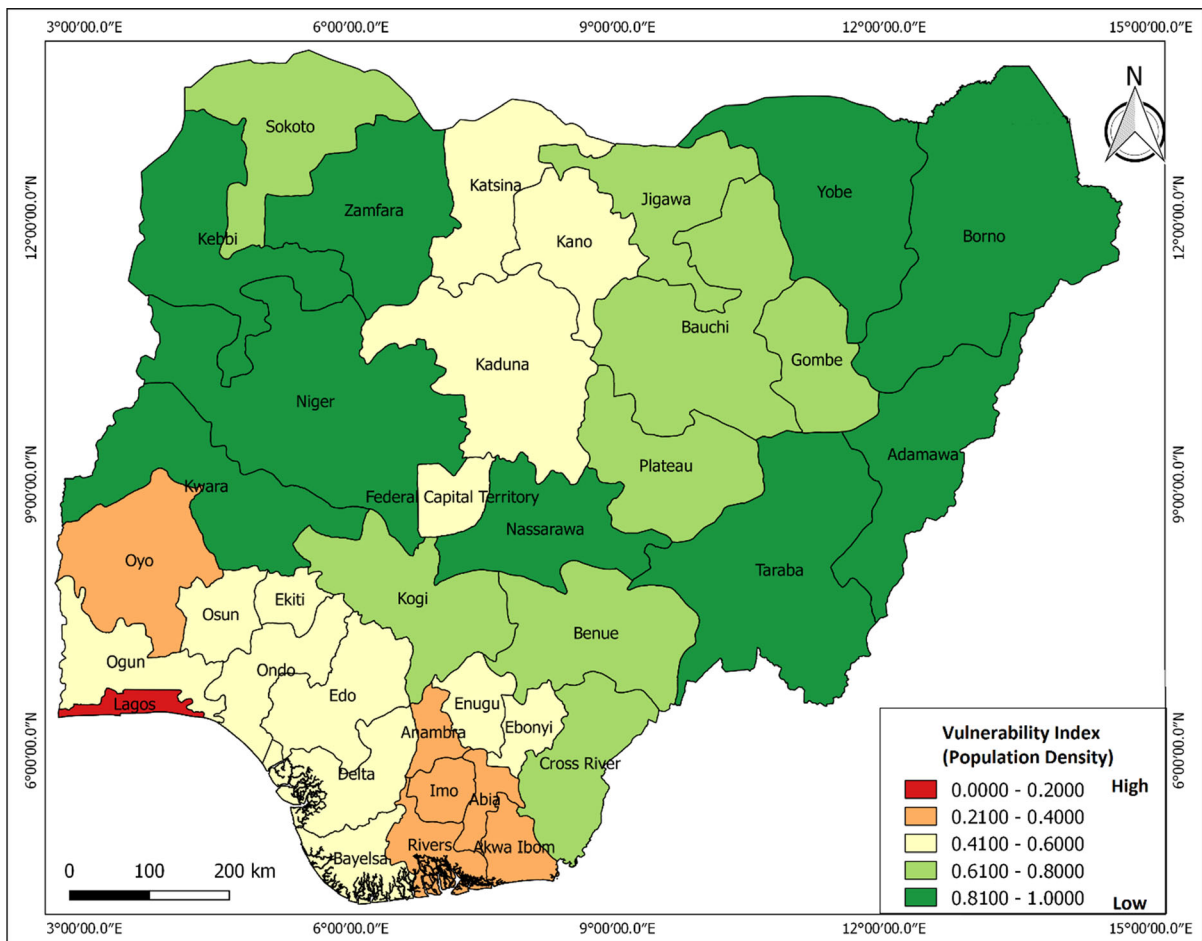 3°00′00.0″E 6°00′00.0″E 9°00′00.0″E 12°00′00.0″E 15°00′00.0″E
N
12°00′00.0″N
12°00′00.0″N
Sokoto
Katsina
Jigawa
Yobe
Zamfara
Kano
Borno
Kebbi
Bauchi
Gombe
Kaduna
Niger
Adamawa
Plateau
9°00′00.0″N
9°00′00.0″N
Kwara
Federal Capital Territory
Nassarawa
Oyo
Taraba
Kogi
Ekiti
Osun
Benue
Ogun
Ondo
Edo
Enugu
Lagos
Ebonyi
Anambra
6°00′00.0″N
6°00′00.0″N
Cross River
Delta
Imo
Abia
Rivers
Akwa Ibom
Bayelsa
Vulnerability Index
(Population Density)
0.0000 - 0.2000 High
0.2100 - 0.4000
0.4100 - 0.6000
0.6100 - 0.8000
0.8100 - 1.0000 Low
0 100 200 km
3°00′00.0″E 6°00′00.0″E 9°00′00.0″E 12°00′00.0″E 15°00′00.0″E